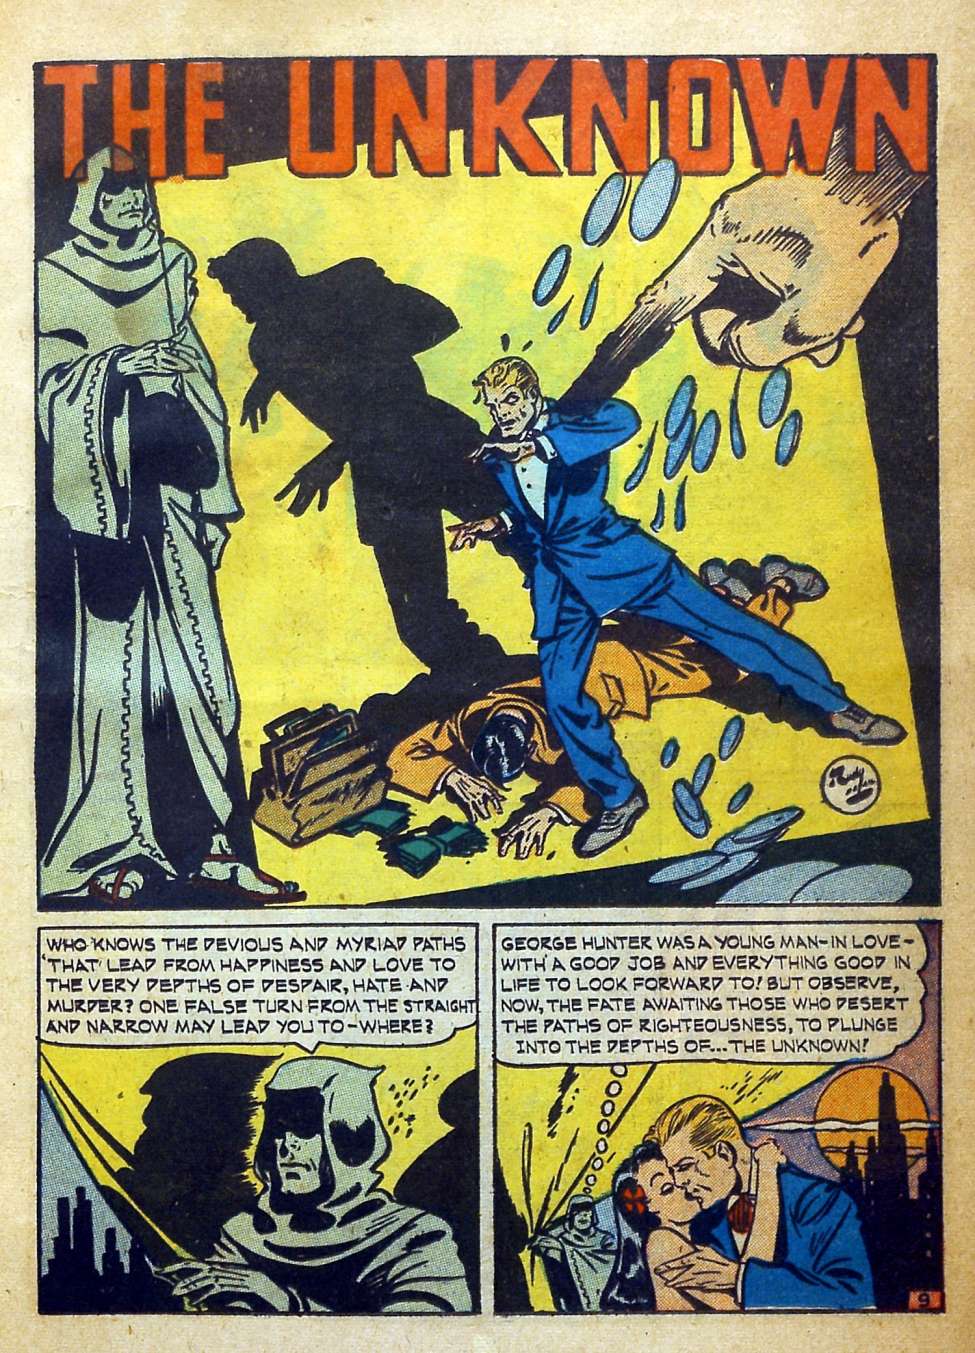 THE UNKNOWN
Rudy
WHO KNOWS THE DEVIOUS AND MYRIAD PATHS
THAT LEAD FROM HAPPINESS AND LOVE TO
THE VERY DEPTHS OF DESPAIR, HATE AND
MURDER? ONE FALSE TURN FROM THE STRAIGHT
AND NARROW MAY LEAD YOU TO—WHERE?
GEORGE HUNTER WAS A YOUNG MAN—IN LOVE—
WITH A GOOD JOB AND EVERYTHING GOOD IN
LIFE TO LOOK FORWARD TO! BUT OBSERVE,
NOW, THE FATE AWAITING THOSE WHO DESERT
THE PATHS OF RIGHTEOUSNESS, TO PLUNGE
INTO THE DEPTHS OF...THE UNKNOWN!
9